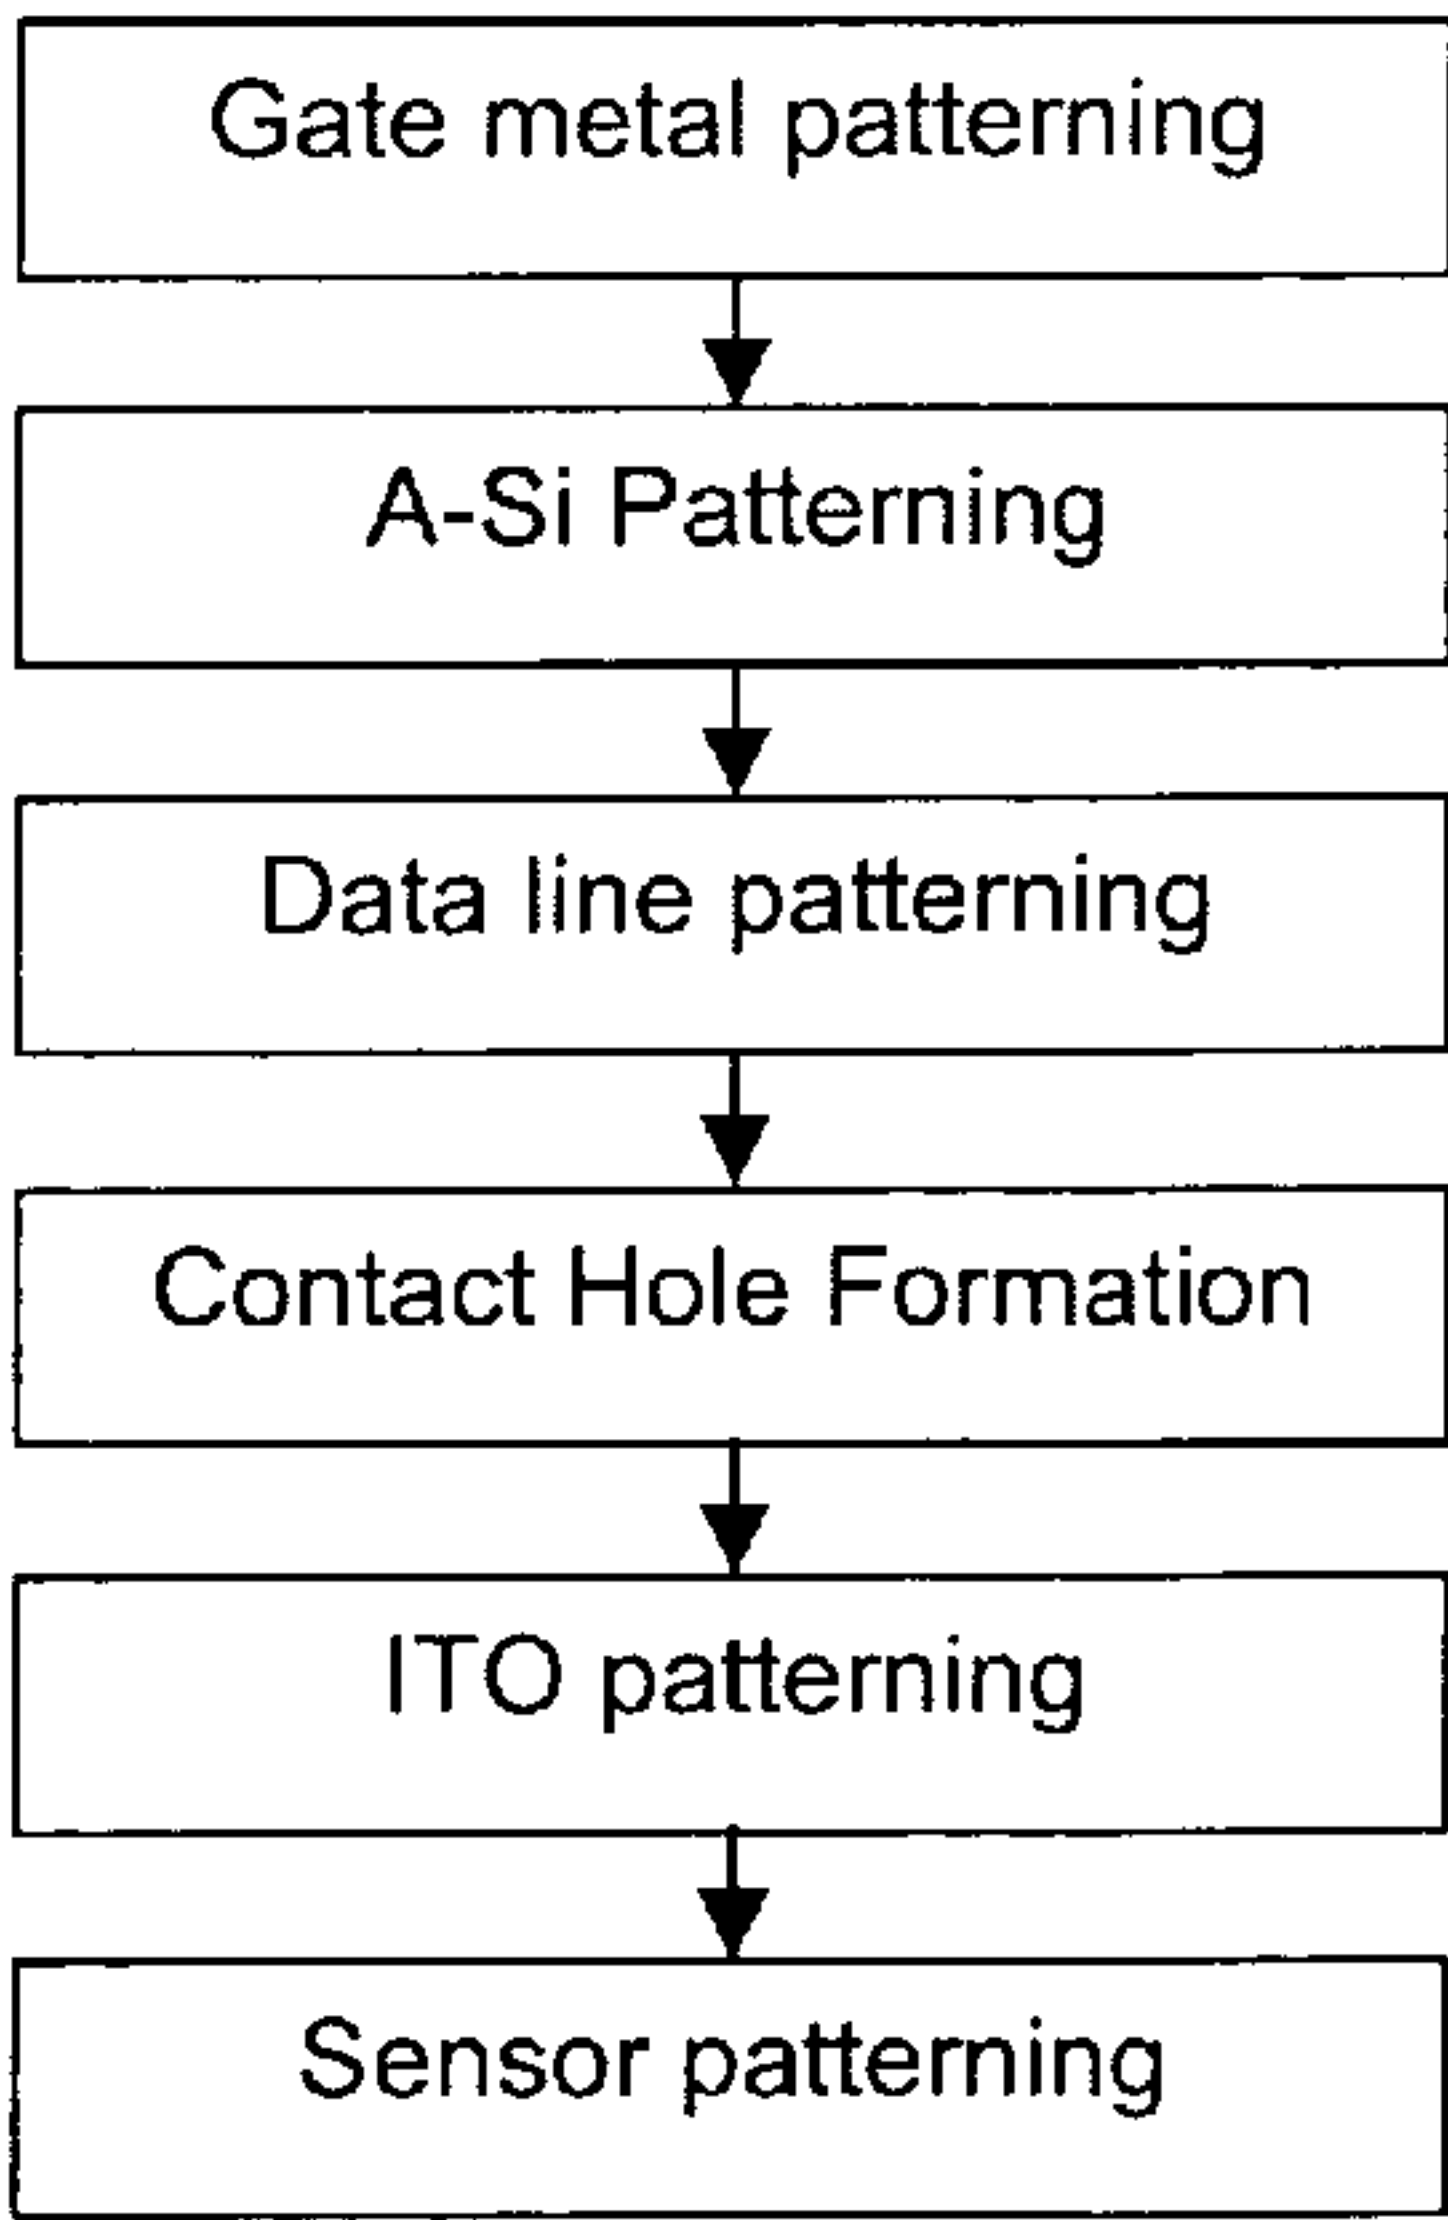 Gate metal patterning
A-Si Patterning
Data line patterning
Contact Hole Formation
ITO patterning
Sensor patterning